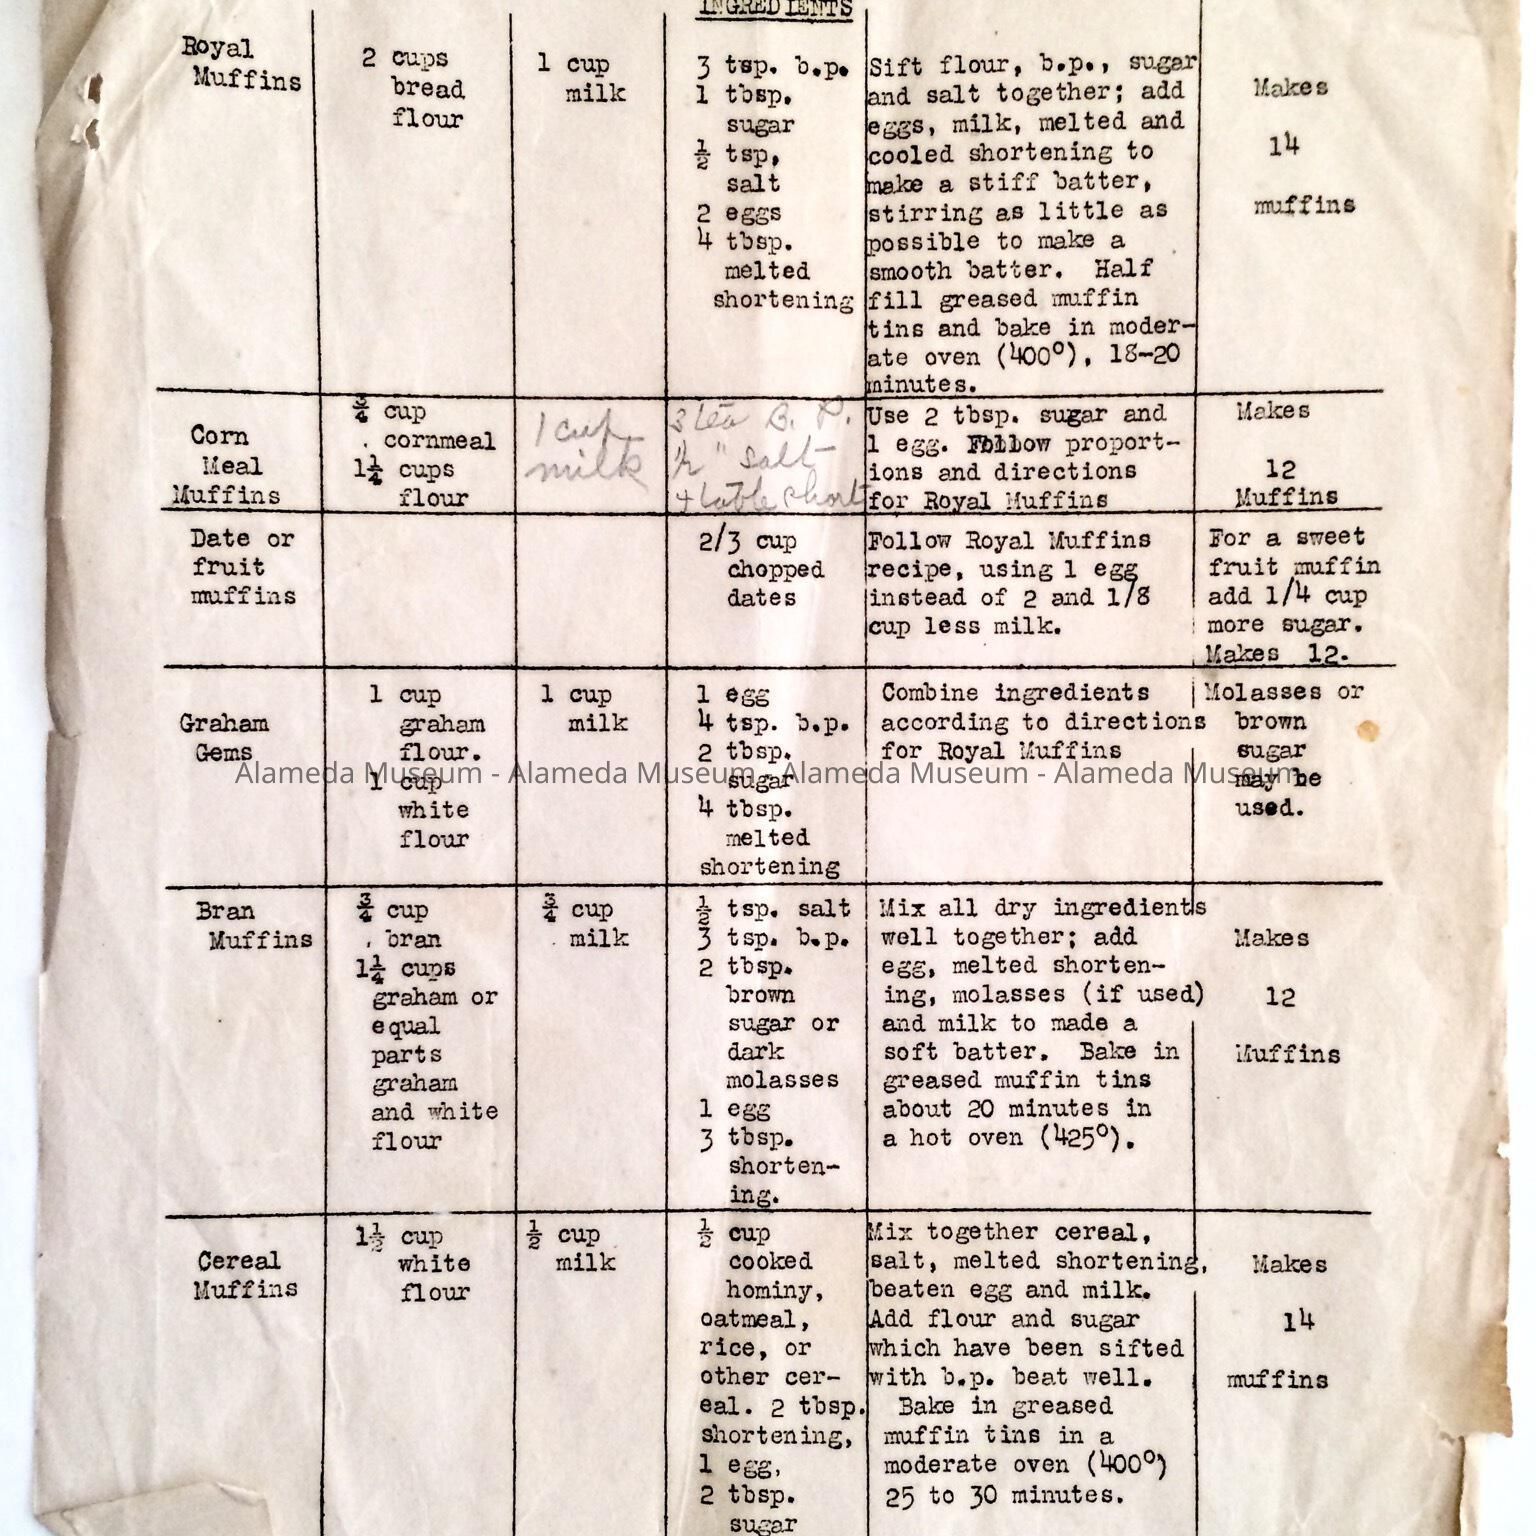 INGREDIENTS
Royal
Muffins
2 cups
bread
flour
1 cup
milk
3 tsp. b.p.
1 tbsp.
sugar
½ tsp,
salt
2 eggs
4 tbsp.
melted
shortening
Sift flour, b.p., sugar
and salt together; add
eggs, milk, melted and
cooled shortening to
make a stiff batter,
stirring as little as
possible to make a
smooth batter. Half
fill greased muffin
tins and bake in moder-
ate oven (400°), 18-20
minutes.
Makes
14
muffins
Corn
Meal
Muffins
¾ cup
cornmeal
1¼ cups
flour
1 cup
milk
3 tea B. P.
½ " salt
4 table short
Use 2 tbsp. sugar and
1 egg. Follow proport-
ions and directions
for Royal Muffins
Makes
12
Muffins
Date or
fruit
muffins
2/3 cup
chopped
dates
Follow Royal Muffins
recipe, using 1 egg
instead of 2 and 1/8
cup less milk.
For a sweet
fruit muffin
add 1/4 cup
more sugar.
Makes 12.
Graham
Gems
1 cup
graham
flour.
1 cup
white
flour
1 cup
milk
1 egg
4 tsp. b.p.
2 tbsp.
sugar
4 tbsp.
melted
shortening
Combine ingredients
according to directions
for Royal Muffins
Molasses or
brown
sugar
may be
used.
Alameda Museum - Alameda Museum - Alameda Museum - Alameda Museum
Bran
Muffins
¾ cup
bran
1¼ cups
graham or
equal
parts
graham
and white
flour
¾ cup
milk
½ tsp. salt
3 tsp. b.p.
2 tbsp.
brown
sugar or
dark
molasses
1 egg
3 tbsp.
shorten-
ing.
Mix all dry ingredients
well together; add
egg, melted shorten-
ing, molasses (if used)
and milk to made a
soft batter. Bake in
greased muffin tins
about 20 minutes in
a hot oven (425°).
Makes
12
Muffins
Cereal
Muffins
1½ cup
white
flour
½ cup
milk
½ cup
cooked
hominy,
oatmeal,
rice, or
other cer-
eal. 2 tbsp.
shortening,
1 egg,
2 tbsp.
sugar
Mix together cereal,
salt, melted shortening,
beaten egg and milk.
Add flour and sugar
which have been sifted
with b.p. beat well.
Bake in greased
muffin tins in a
moderate oven (400°)
25 to 30 minutes.
Makes
14
muffins